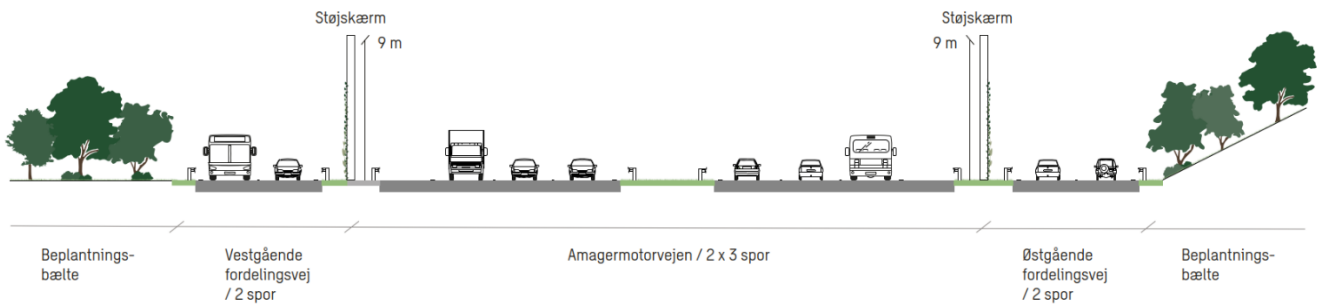 Støjskærm
9 m
Støjskærm
9 m
Beplantnings-
bælte
Vestgående
fordelingsvej
/ 2 spor
Amagermotorvejen / 2 x 3 spor
Østgående
fordelingsvej
/ 2 spor
Beplantnings-
bælte